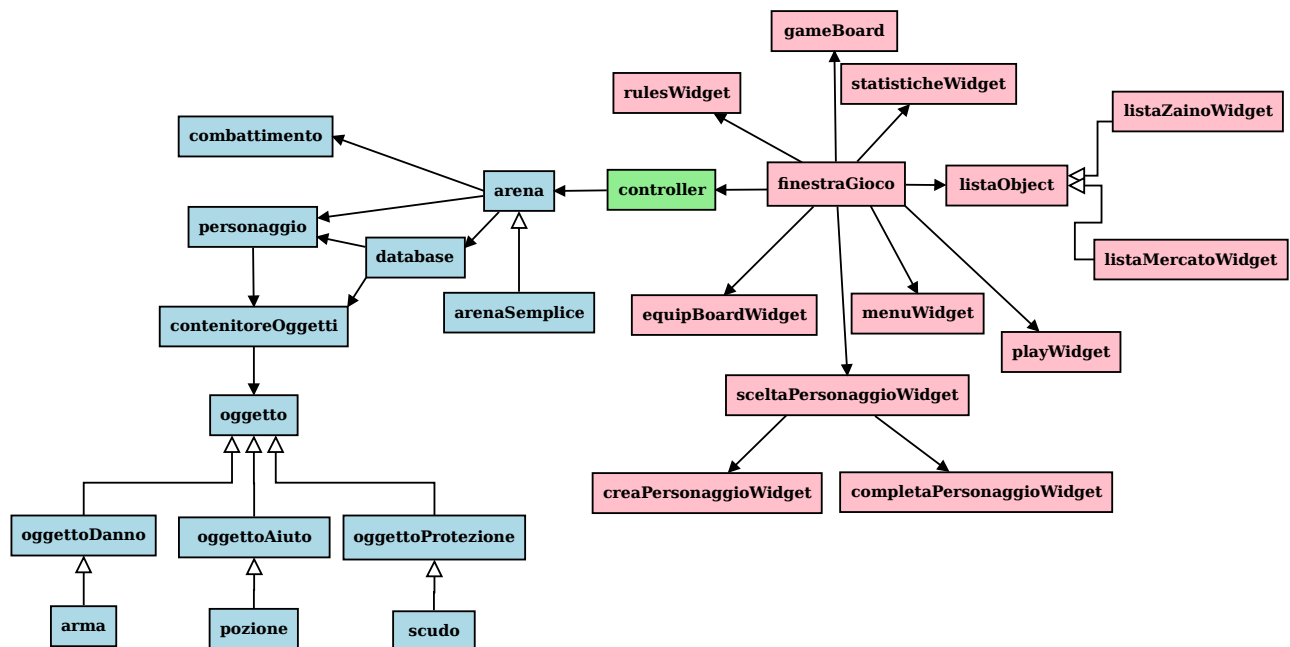 gameBoard
statisticheWidget
rulesWidget
listaZainoWidget
combattimento
finestraGioco
listaObject
controller
arena
personaggio
database
listaMercatoWidget
arenaSemplice
equipBoardWidget
menuWidget
contenitoreOggetti
playWidget
sceltaPersonaggioWidget
oggetto
creaPersonaggioWidget
completaPersonaggioWidget
oggettoDanno
oggettoAiuto
oggettoProtezione
arma
pozione
scudo